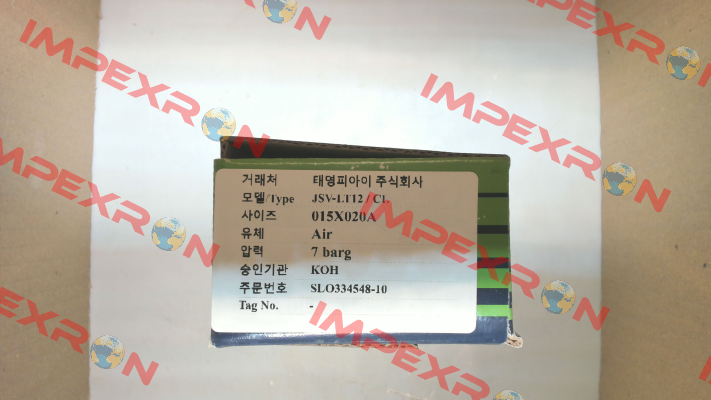 IMPEXRON
IMPEXRON
IMPEXRON
IMPEXRON
IMPEXRON
IMPEXRON
거래처 태영피아이 주식회사
모델/Type JSV-LT12 / CL
사이즈 015X020A
유체 Air
압력 7 barg
승인기관 KOH
주문번호 SLO334548-10
Tag No. -